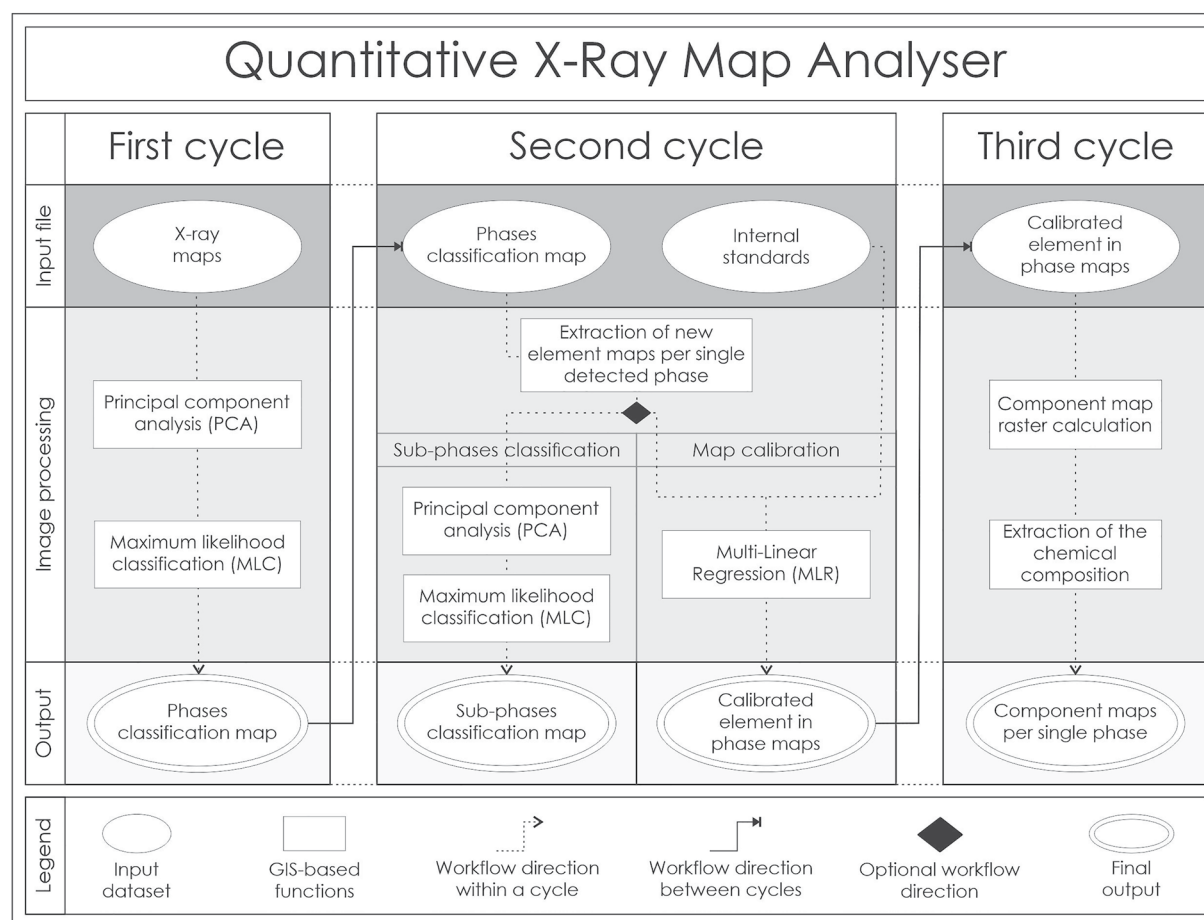 Quantitative X-Ray Map Analyser
First cycle
Second cycle
Third cycle
Input file
X-ray
maps
Phases
classification map
Internal
standards
Calibrated
element in
phase maps
Image processing
Principal component
analysis (PCA)
Maximum likelihood
classification (MLC)
Extraction of new
element maps per single
detected phase
Sub-phases classification
Map calibration
Principal component
analysis (PCA)
Maximum likelihood
classification (MLC)
Multi-Linear
Regression (MLR)
Component map
raster calculation
Extraction of the
chemical
composition
Output
Phases
classification map
Sub-phases
classification map
Calibrated
element in
phase maps
Component maps
per single phase
Legend
Input
dataset
GIS-based
functions
Workflow direction
within a cycle
Workflow direction
between cycles
Optional workflow
direction
Final
output